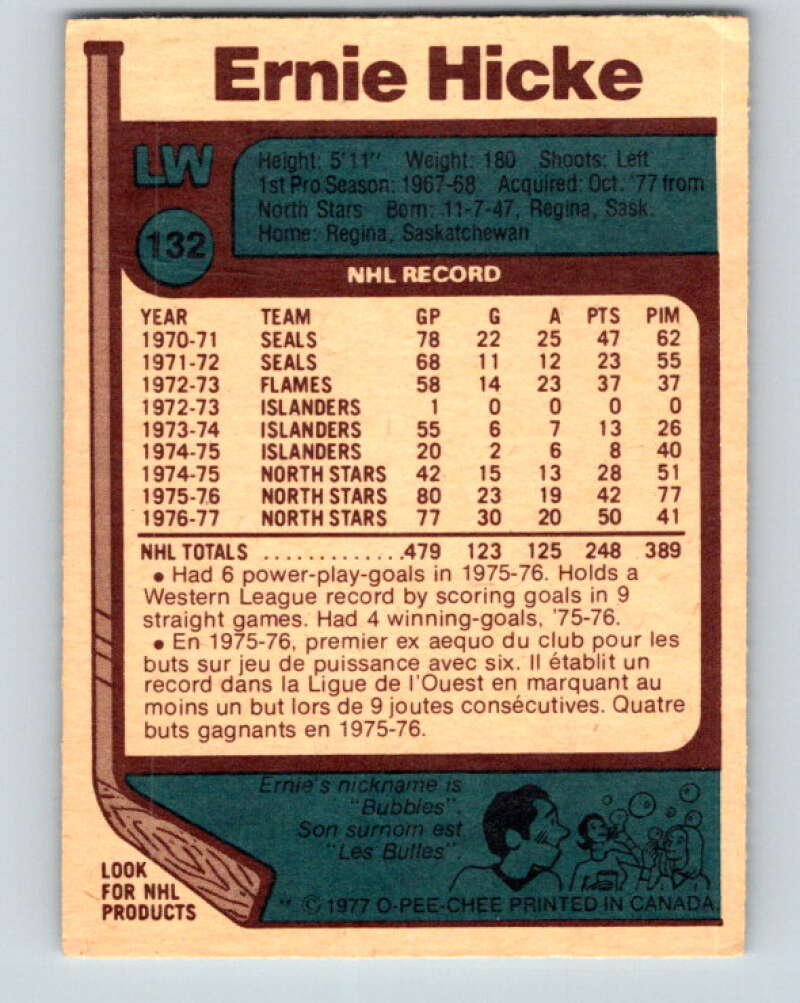 Ernie Hicke
LW
132
Height: 5'11" Weight: 180 Shoots: Left
1st Pro Season: 1967-68 Acquired: Oct. '77 from
North Stars Born: 11-7-47, Regina, Sask.
Home: Regina, Saskatchewan
NHL RECORD
YEAR TEAM GP G A PTS PIM
1970-71 SEALS 78 22 25 47 62
1971-72 SEALS 68 11 12 23 55
1972-73 FLAMES 58 14 23 37 37
1972-73 ISLANDERS 1 0 0 0 0
1973-74 ISLANDERS 55 6 7 13 26
1974-75 ISLANDERS 20 2 6 8 40
1974-75 NORTH STARS 42 15 13 28 51
1975-76 NORTH STARS 80 23 19 42 77
1976-77 NORTH STARS 77 30 20 50 41
NHL TOTALS .............479 123 125 248 389
• Had 6 power-play-goals in 1975-76. Holds a
Western League record by scoring goals in 9
straight games. Had 4 winning-goals, '75-76.
• En 1975-76, premier ex aequo du club pour les
buts sur jeu de puissance avec six. Il établit un
record dans la Ligue de l'Ouest en marquant au
moins un but lors de 9 joutes consécutives. Quatre
buts gagnants en 1975-76.
Ernie's nickname is
"Bubbles".
Son surnom est
"Les Bulles".
LOOK
FOR NHL
PRODUCTS
** © 1977 O-PEE-CHEE PRINTED IN CANADA.